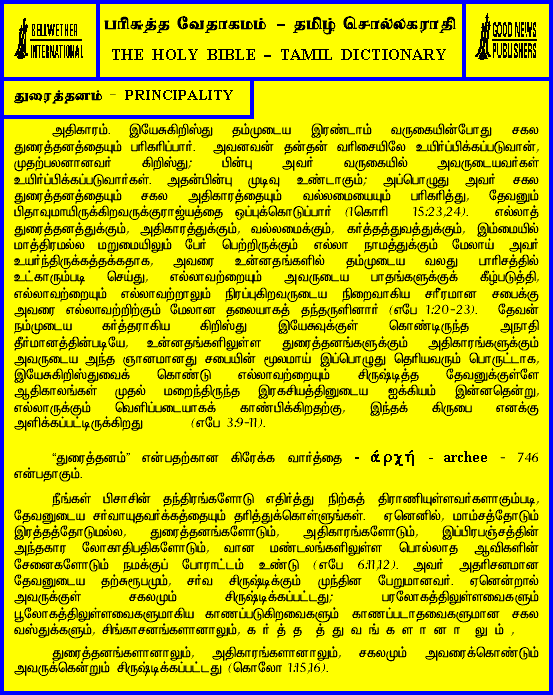 BELLWETHER
INTERNATIONAL
பரிசுத்த வேதாகமம் – தமிழ் சொல்லகராதி
THE HOLY BIBLE – TAMIL DICTIONARY
GOOD NEWS
PUBLISHERS
துரைத்தனம் – PRINCIPALITY
அதிகாரம். இயேசுகிறிஸ்து தம்முடைய இரண்டாம் வருகையின்போது சகல
துரைத்தனத்தையும் பரிகரிப்பார். அவனவன் தன்தன் வரிசையிலே உயிர்ப்பிக்கப்படுவான்,
முதற்பலனானவர் கிறிஸ்து; பின்பு அவர் வருகையில் அவருடையவர்கள்
உயிர்ப்பிக்கப்படுவார்கள். அதன்பின்பு முடிவு உண்டாகும்; அப்பொழுது அவர் சகல
துரைத்தனத்தையும் சகல அதிகாரத்தையும் வல்லமையையும் பரிகரித்து, தேவனும்
பிதாவுமாயிருக்கிறவருக்குராஜ்யத்தை ஒப்புக்கொடுப்பார் (1கொரி 15:23,24). எல்லாத்
துரைத்தனத்துக்கும், அதிகாரத்துக்கும், வல்லமைக்கும், கர்த்தத்துவத்துக்கும், இம்மையில்
மாத்திரமல்ல மறுமையிலும் பேர் பெற்றிருக்கும் எல்லா நாமத்துக்கும் மேலாய் அவர்
உயர்ந்திருக்கத்தக்கதாக, அவரை உன்னதங்களில் தம்முடைய வலது பாரிசத்தில்
உட்காரும்படி செய்து, எல்லாவற்றையும் அவருடைய பாதங்களுக்குக் கீழ்படுத்தி,
எல்லாவற்றையும் எல்லாவற்றாலும் நிரப்புகிறவருடைய நிறைவாகிய சரீரமான சபைக்கு
அவரை எல்லாவற்றிற்கும் மேலான தலையாகத் தந்தருளினார் (எபே 1:20-23). தேவன்
நம்முடைய கர்த்தராகிய கிறிஸ்து இயேசுவுக்குள் கொண்டிருந்த அநாதி
தீர்மானத்தின்படியே, உன்னதங்களிலுள்ள துரைத்தனங்களுக்கும் அதிகாரங்களுக்கும்
அவருடைய அந்த ஞானமானது சபையின் மூலமாய் இப்பொழுது தெரியவரும் பொருட்டாக,
இயேசுகிறிஸ்துவைக் கொண்டு எல்லாவற்றையும் சிருஷ்டித்த தேவனுக்குள்ளே
ஆதிகாலங்கள் முதல் மறைந்திருந்த இரகசியத்தினுடைய ஐக்கியம் இன்னதென்று,
எல்லாருக்கும் வெளிப்படையாகக் காண்பிக்கிறதற்கு, இந்தக் கிருபை எனக்கு
அளிக்கப்பட்டிருக்கிறது (எபே 3:9-11).
“துரைத்தனம்” என்பதற்கான கிரேக்க வார்த்தை - ἀρχή - archee - 746
என்பதாகும்.
நீங்கள் பிசாசின் தந்திரங்களோடு எதிர்த்து நிற்கத் திராணியுள்ளவர்களாகும்படி,
தேவனுடைய சர்வாயுதவர்க்கத்தையும் தரித்துக்கொள்ளுங்கள். ஏனெனில், மாம்சத்தோடும்
இரத்தத்தோடுமல்ல, துரைத்தனங்களோடும், அதிகாரங்களோடும், இப்பிரபஞ்சத்தின்
அந்தகார லோகாதிபதிகளோடும், வான மண்டலங்களிலுள்ள பொல்லாத ஆவிகளின்
சேனைகளோடும் நமக்குப் போராட்டம் உண்டு (எபே 6:11,12). அவர் அதரிசனமான
தேவனுடைய தற்சுரூபமும், சர்வ சிருஷ்டிக்கும் முந்தின பேறுமானவர். ஏனென்றால்
அவருக்குள் சகலமும் சிருஷ்டிக்கப்பட்டது; பரலோகத்திலுள்ளவைகளும்
பூலோகத்திலுள்ளவைகளுமாகிய காணப்படுகிறவைகளும் காணப்படாதவைகளுமான சகல
வஸ்துக்களும், சிங்காசனங்களானாலும், கர்த்தத்துவங்களானாலும்,
துரைத்தனங்களானாலும், அதிகாரங்களானாலும், சகலமும் அவரைக்கொண்டும்
அவருக்கென்றும் சிருஷ்டிக்கப்பட்டது (கொலோ 1:15,16).